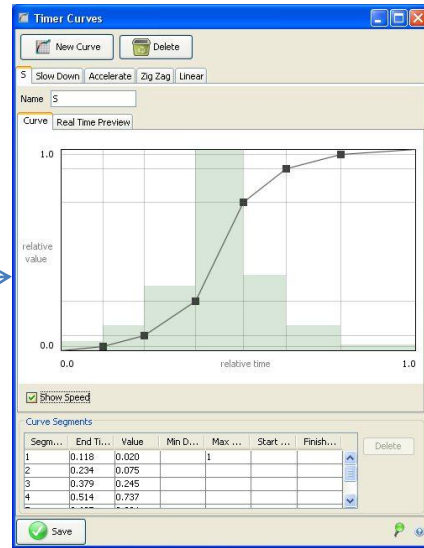 Timer Curves
New Curve Delete
S Slow Down Accelerate Zig Zag Linear
Name S
Curve Real Time Preview
1.0
relative
value
0.0
0.0 relative time 1.0
Show Speed
Curve Segments
Segm... End Ti... Value Min D... Max ... Start ... Finish... Delete
1 0.118 0.020 1
2 0.234 0.075
3 0.379 0.245
4 0.514 0.737
Save